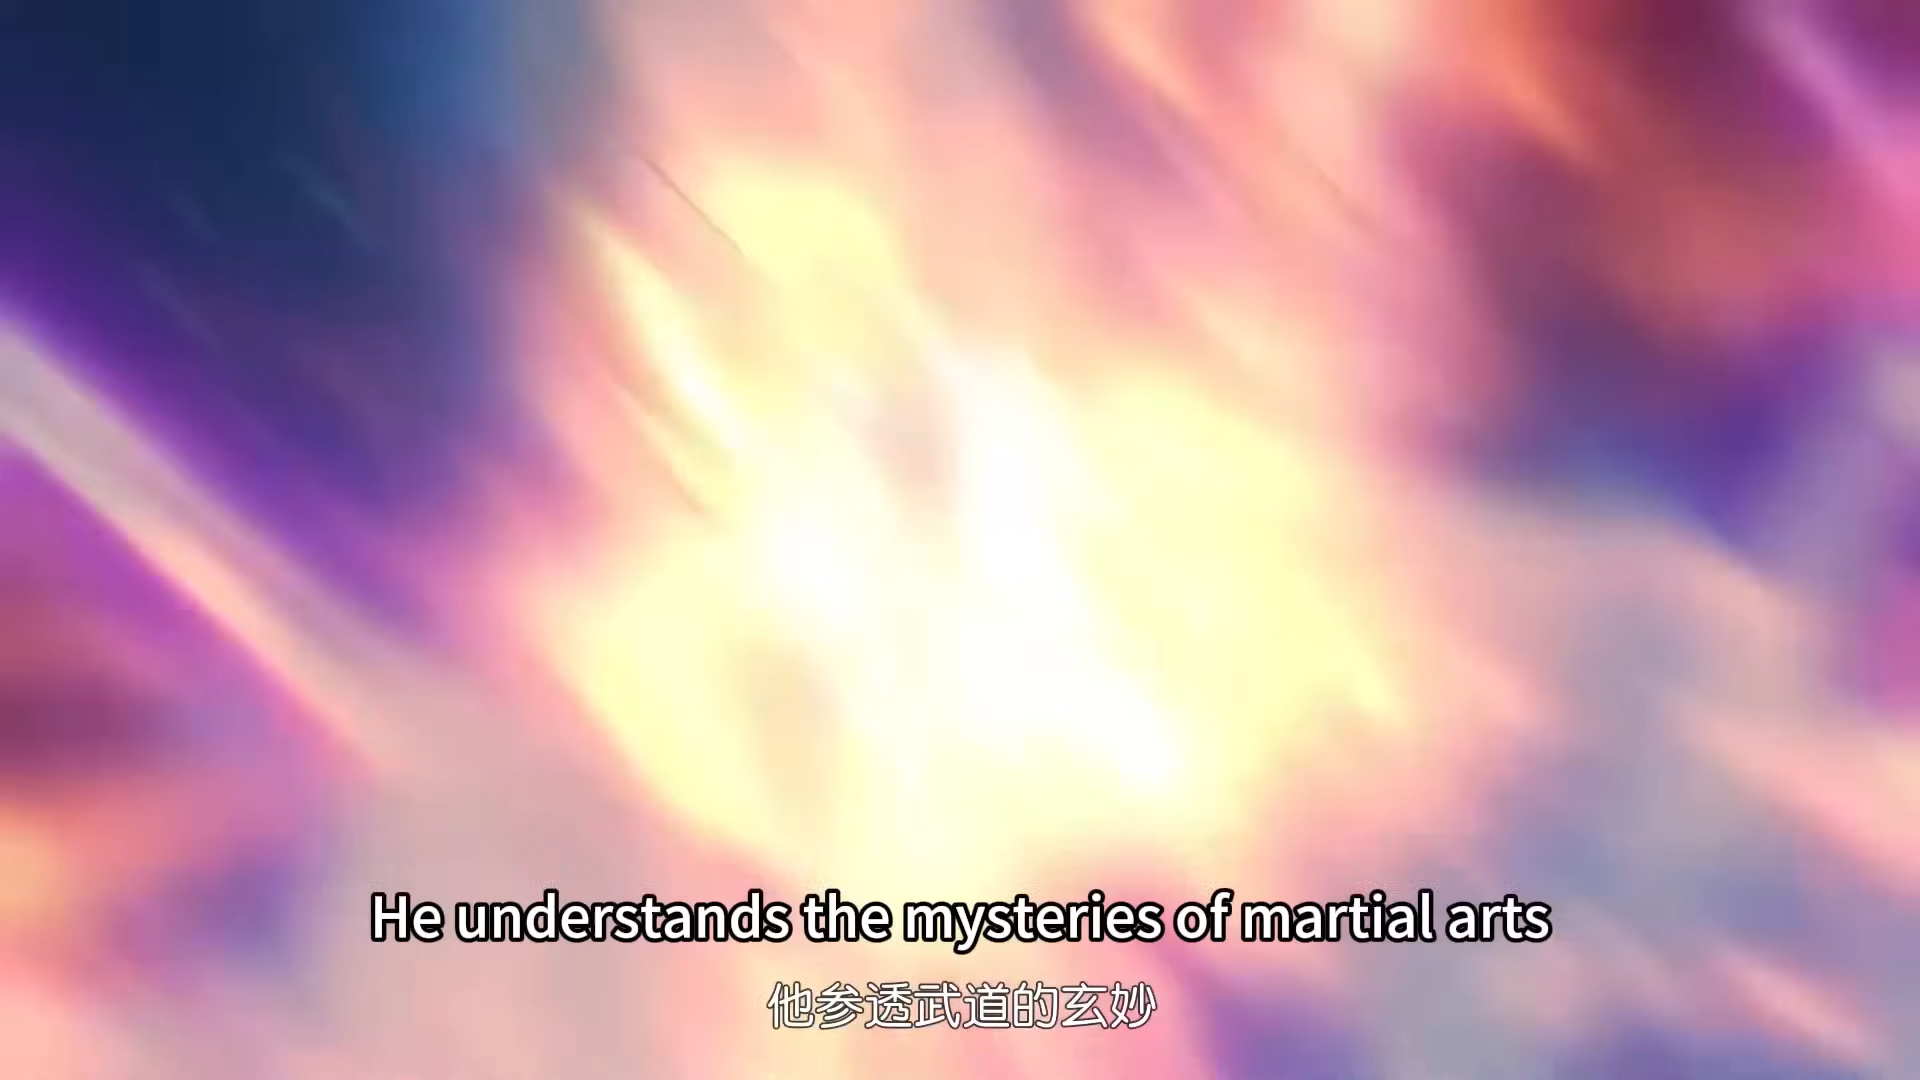 He understands the mysteries of martial arts
他参透武道的玄妙